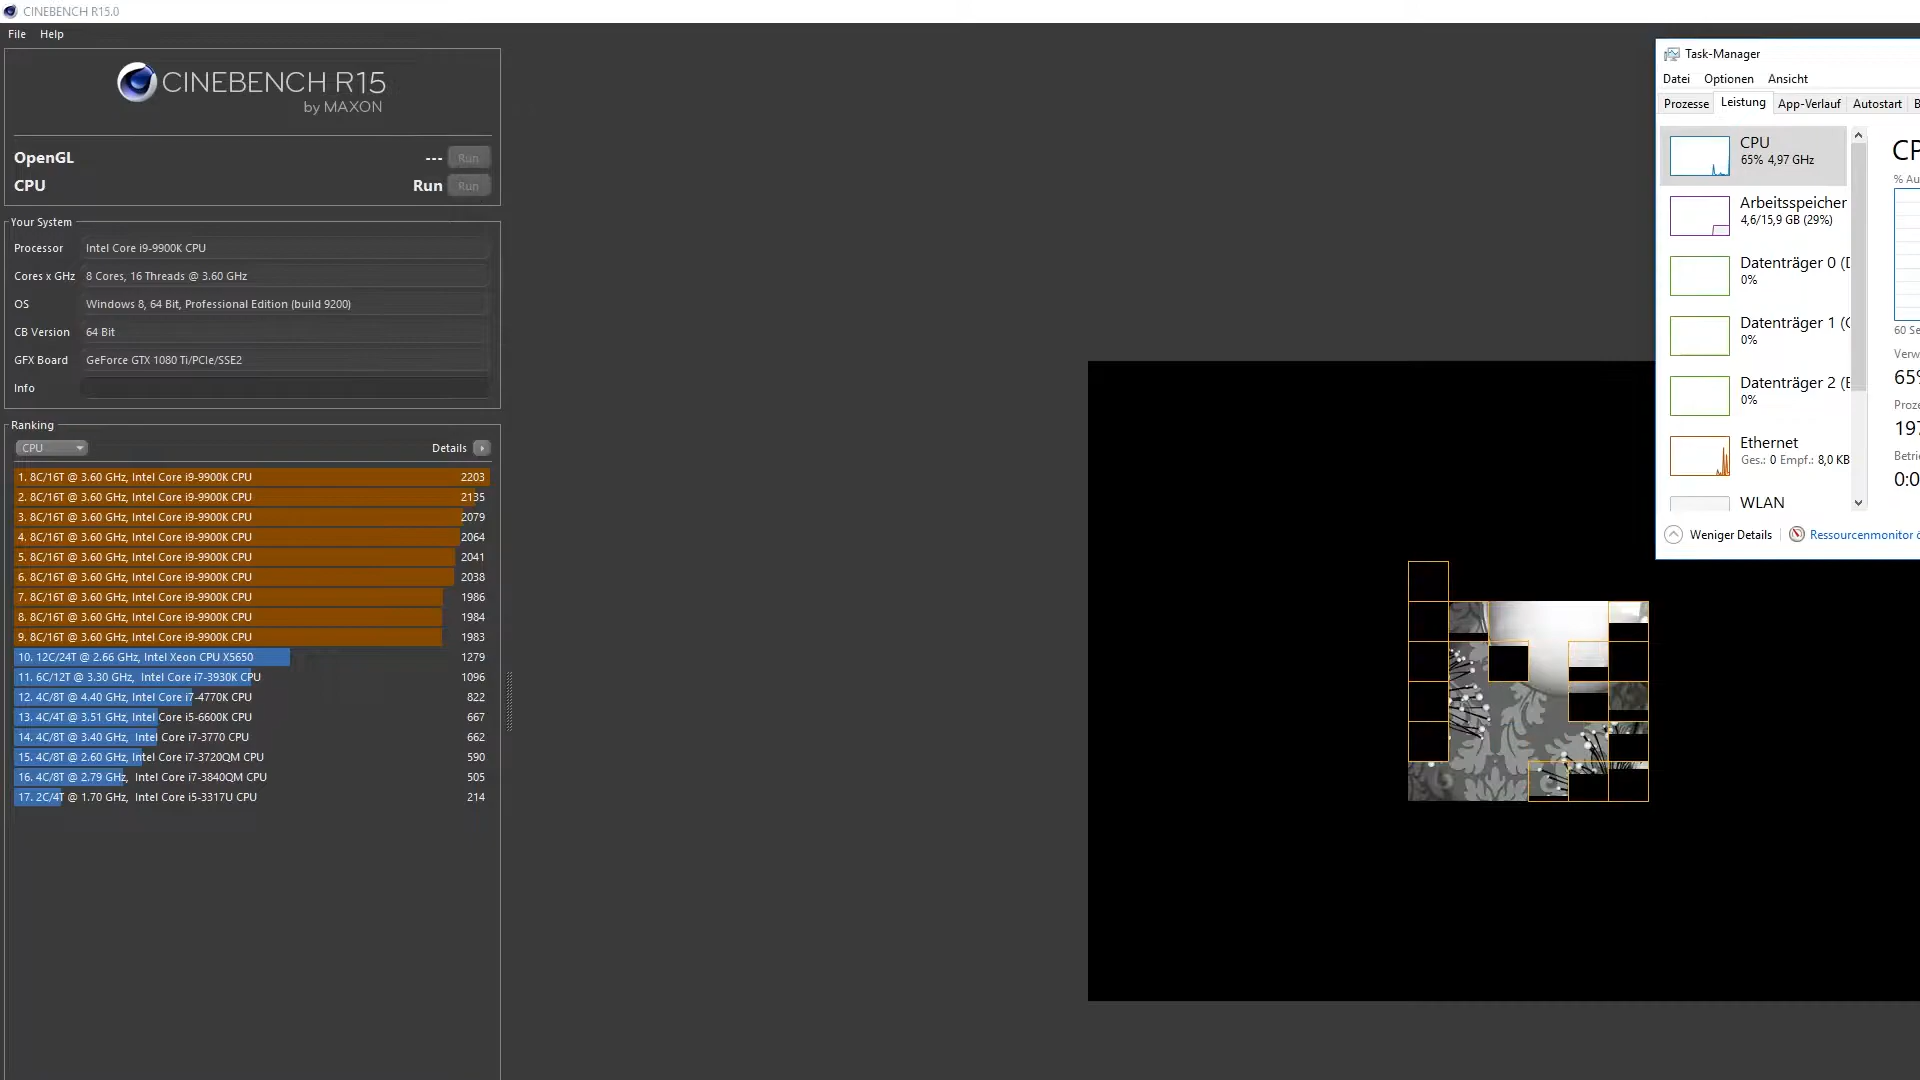 CINEBENCH R15.0
File Help
CINEBENCH R15
by MAXON
OpenGL --- Run
CPU Run Run
Your System
Processor Intel Core i9-9900K CPU
Cores x GHz 8 Cores, 16 Threads @ 3.60 GHz
OS Windows 8, 64 Bit, Professional Edition (build 9200)
CB Version 64 Bit
GFX Board GeForce GTX 1080 Ti/PCIe/SSE2
Info
Ranking
CPU Details
1. 8C/16T @ 3.60 GHz, Intel Core i9-9900K CPU 2203
2. 8C/16T @ 3.60 GHz, Intel Core i9-9900K CPU 2135
3. 8C/16T @ 3.60 GHz, Intel Core i9-9900K CPU 2079
4. 8C/16T @ 3.60 GHz, Intel Core i9-9900K CPU 2064
5. 8C/16T @ 3.60 GHz, Intel Core i9-9900K CPU 2041
6. 8C/16T @ 3.60 GHz, Intel Core i9-9900K CPU 2038
7. 8C/16T @ 3.60 GHz, Intel Core i9-9900K CPU 1986
8. 8C/16T @ 3.60 GHz, Intel Core i9-9900K CPU 1984
9. 8C/16T @ 3.60 GHz, Intel Core i9-9900K CPU 1983
10. 12C/24T @ 2.66 GHz, Intel Xeon CPU X5650 1279
11. 6C/12T @ 3.30 GHz, Intel Core i7-3930K CPU 1096
12. 4C/8T @ 4.40 GHz, Intel Core i7-4770K CPU 822
13. 4C/4T @ 3.51 GHz, Intel Core i5-6600K CPU 667
14. 4C/8T @ 3.40 GHz, Intel Core i7-3770 CPU 662
15. 4C/8T @ 2.60 GHz, Intel Core i7-3720QM CPU 590
16. 4C/8T @ 2.79 GHz, Intel Core i7-3840QM CPU 505
17. 2C/4T @ 1.70 GHz, Intel Core i5-3317U CPU 214
Task-Manager
Datei Optionen Ansicht
Prozesse Leistung App-Verlauf Autostart B
CPU
65% 4,97 GHz
Arbeitsspeicher
4,6/15,9 GB (29%)
Datenträger 0 (D
0%
Datenträger 1 (C
0%
Datenträger 2 (E
0%
Ethernet
Ges.: 0 Empf.: 8,0 KB
WLAN
CP
% Au
60 Se
Verw
65%
Proze
197
Betrie
0:0
Weniger Details Ressourcenmonitor ö